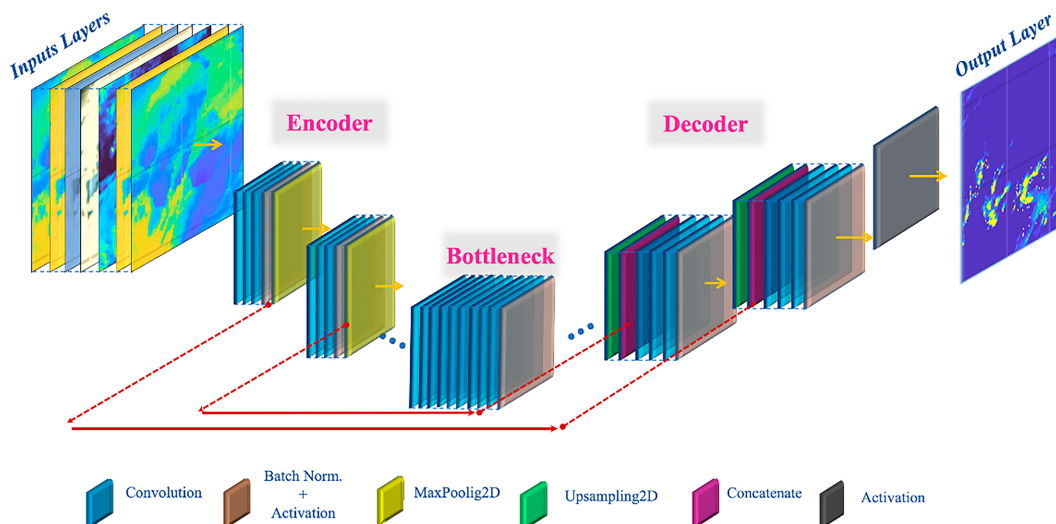 Inputs Layers
Encoder
Bottleneck
Decoder
Output Layer
Convolution
Batch Norm.
+
Activation
MaxPoolig2D
Upsampling2D
Concatenate
Activation